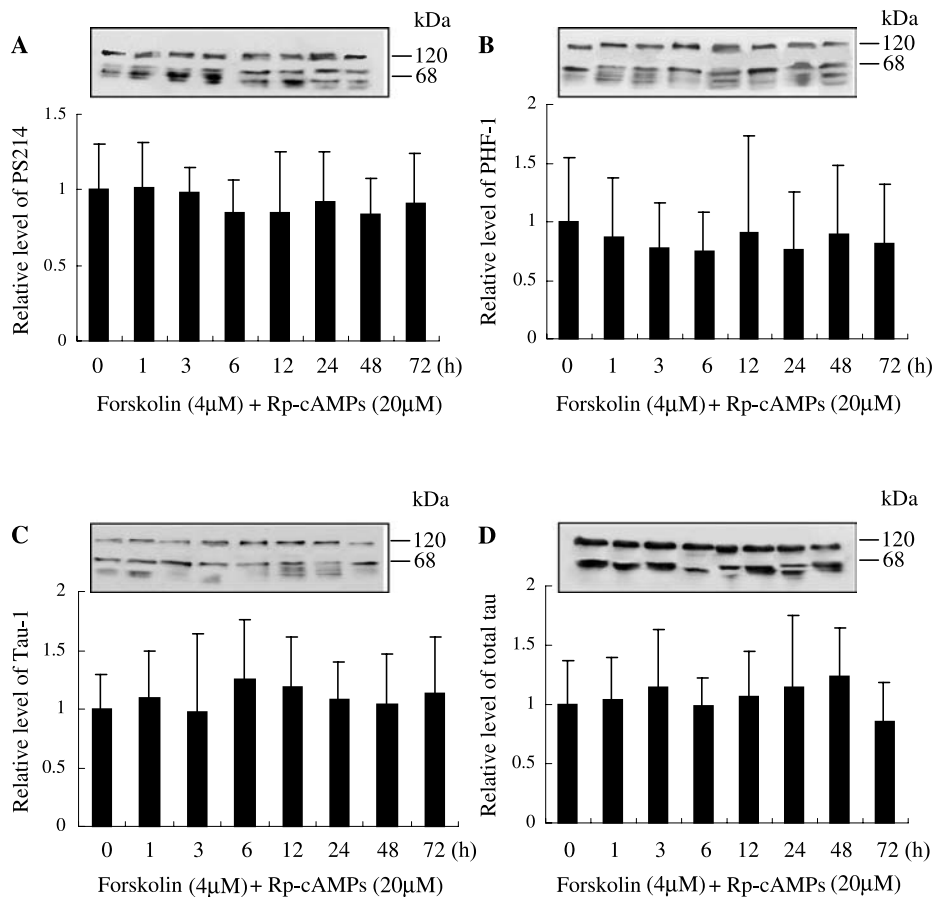 A
kDa
120
68
Relative level of PS214
1.5
1
0.5
0
0 1 3 6 12 24 48 72 (h)
Forskolin (4µM) + Rp-cAMPs (20µM)
B
kDa
120
68
Relative level of PHF-1
2
1.5
1
0.5
0
0 1 3 6 12 24 48 72 (h)
Forskolin (4µM) + Rp-cAMPs (20µM)
C
kDa
120
68
Relative level of Tau-1
2
1.5
1
0.5
0
0 1 3 6 12 24 48 72 (h)
Forskolin (4µM) + Rp-cAMPs (20µM)
D
kDa
120
68
Relative level of total tau
2
1.5
1
0.5
0
0 1 3 6 12 24 48 72 (h)
Forskolin (4µM) + Rp-cAMPs (20µM)